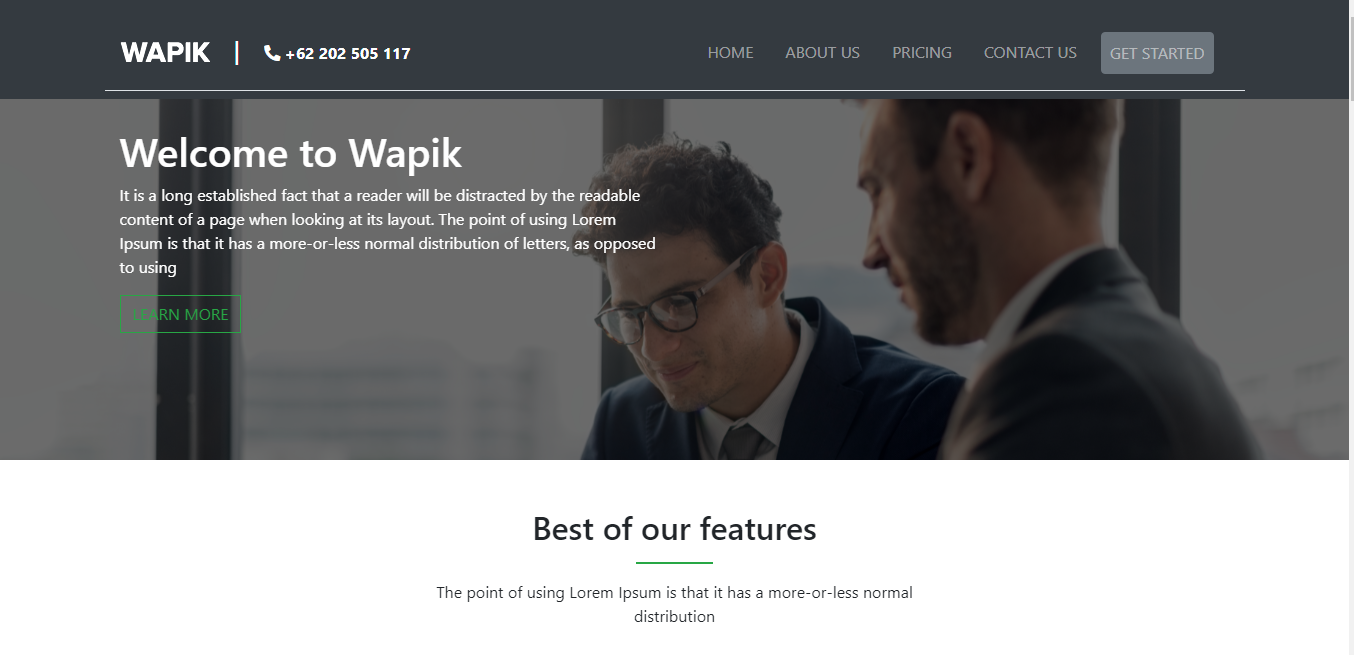 WAPIK | +62 202 505 117 HOME ABOUT US PRICING CONTACT US GET STARTED
Welcome to Wapik
It is a long established fact that a reader will be distracted by the readable
content of a page when looking at its layout. The point of using Lorem
Ipsum is that it has a more-or-less normal distribution of letters, as opposed
to using
LEARN MORE
Best of our features
The point of using Lorem Ipsum is that it has a more-or-less normal
distribution